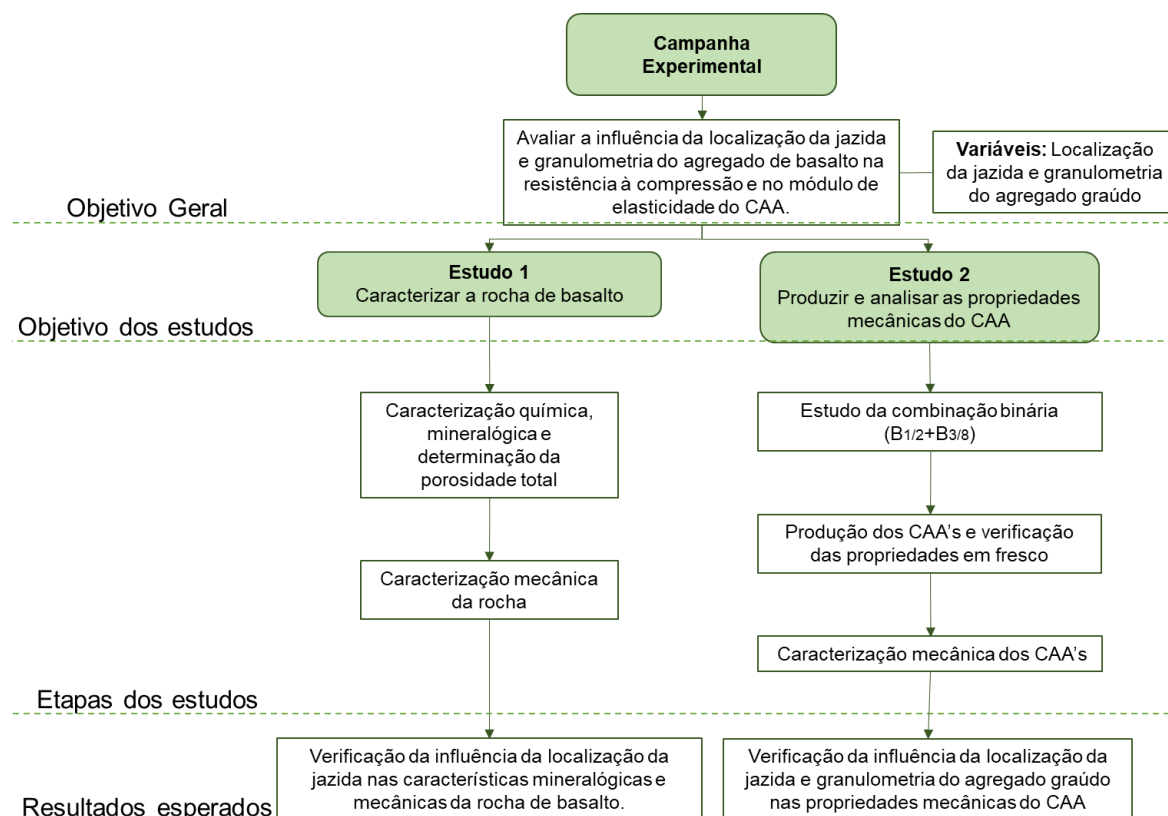 Campanha
Experimental
Avaliar a influência da localização da jazida
e granulometria do agregado de basalto na
resistência à compressão e no módulo de
elasticidade do CAA.
Variáveis: Localização
da jazida e granulometria
do agregado graúdo
Objetivo Geral
Estudo 1
Caracterizar a rocha de basalto
Estudo 2
Produzir e analisar as propriedades
mecânicas do CAA
Objetivo dos estudos
Caracterização química,
mineralógica e
determinação da
porosidade total
Estudo da combinação binária
(B1/2+B3/8)
Produção dos CAA’s e verificação
das propriedades em fresco
Caracterização mecânica
da rocha
Caracterização mecânica dos CAA’s
Etapas dos estudos
Verificação da influência da localização da
jazida nas características mineralógicas e
mecânicas da rocha de basalto.
Verificação da influência da localização da
jazida e granulometria do agregado graúdo
nas propriedades mecânicas do CAA
Resultados esperados